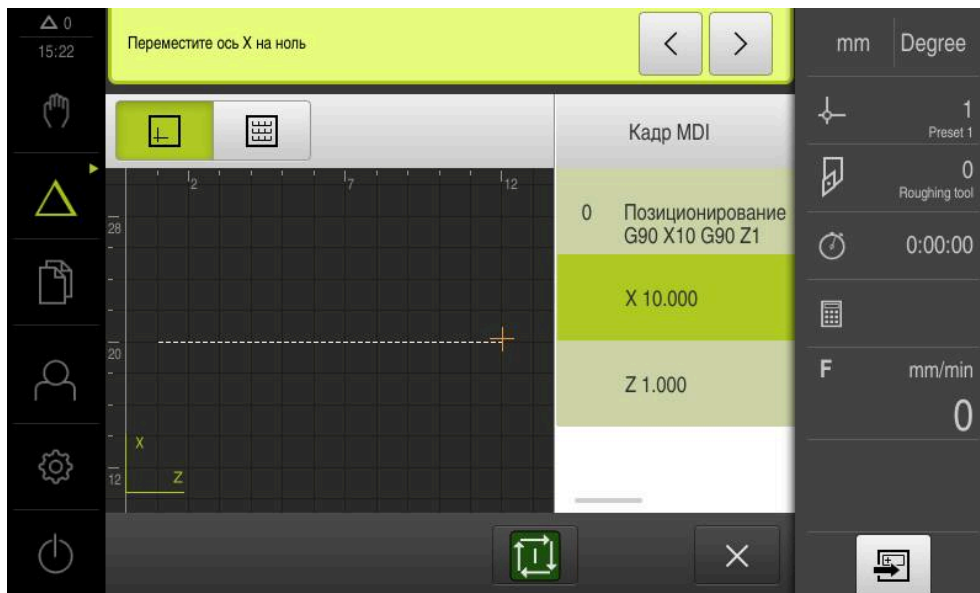 0
15:22
Переместите ось X на ноль
<
>
mm
Degree
1
Preset 1
0
Roughing tool
0:00:00
F
mm/min
0
Кадр MDI
0 Позиционирование
G90 X10 G90 Z1
X 10.000
Z 1.000
2
7
12
28
20
12
X
Z